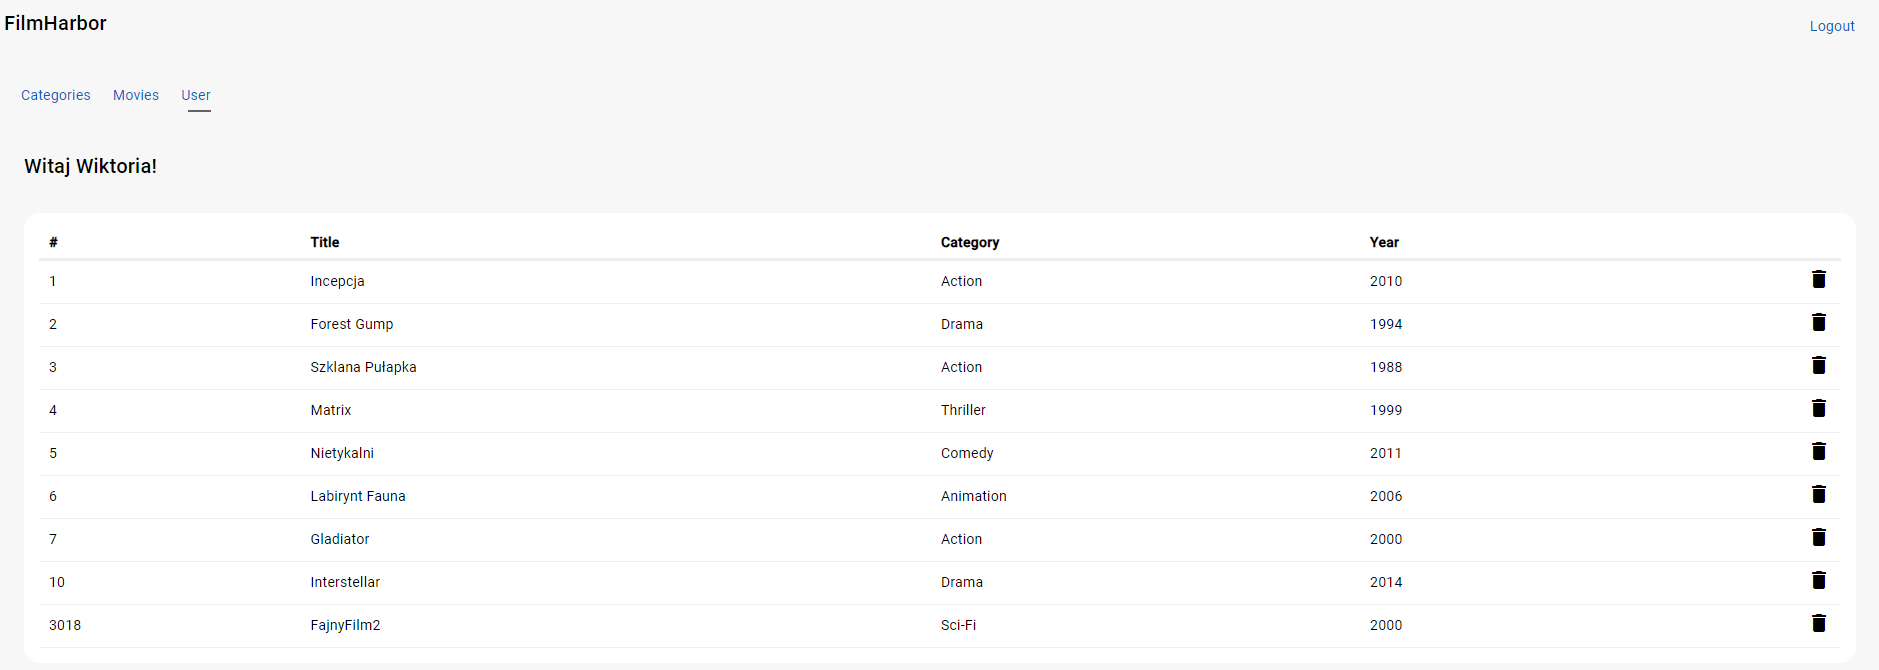 FilmHarbor
Logout
Categories Movies User
Witaj Wiktoria!
# Title Category Year
1 Incepcja Action 2010
2 Forest Gump Drama 1994
3 Szklana Pułapka Action 1988
4 Matrix Thriller 1999
5 Nietykalni Comedy 2011
6 Labirynt Fauna Animation 2006
7 Gladiator Action 2000
10 Interstellar Drama 2014
3018 FajnyFilm2 Sci-Fi 2000